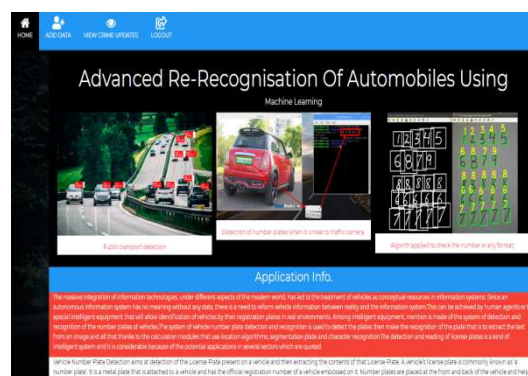 HOME
ADD DATA
VIEW CRIME UPDATES
LOGOUT
Advanced Re-Recognisation Of Automobiles Using
Machine Learning
Public transport detection
Detection of number plates when it is near to traffic camera
Algorith applied to check the number in any format
Application Info.
The massive integration of information technologies, under different aspects of the modern world, has led to the treatment of vehicles as conceptual resources in information systems. Since an
autonomous information system has no meaning without any data, there is a need to reform vehicle information between reality and the information system.This can be achieved by human agents or by
special intelligent equipment that will allow identification of vehicles by their registration plates in real environments. Among intelligent equipment, mention is made of the system of detection and
recognition of the number plates of vehicles.The system of vehicle number plate detection and recognition is used to detect the plates then make the recognition of the plate that is to extract the text
from an image and all that thanks to the calculation modules that use location algorithms, segmentation plate and character recognition.The detection and reading of license plates is a kind of
intelligent system and it is considerable because of the potential applications in several sectors which are quoted:
Vehicle Number Plate Detection aims at detection of the License Plate present on a vehicle and then extracting the contents of that License Plate. A vehicle's license plate is commonly known as 'a
number plate'. It is a metal plate that is attached to a vehicle and has the official registration number of a vehicle embossed on it. Number plates are placed at the front and back of the vehicle and